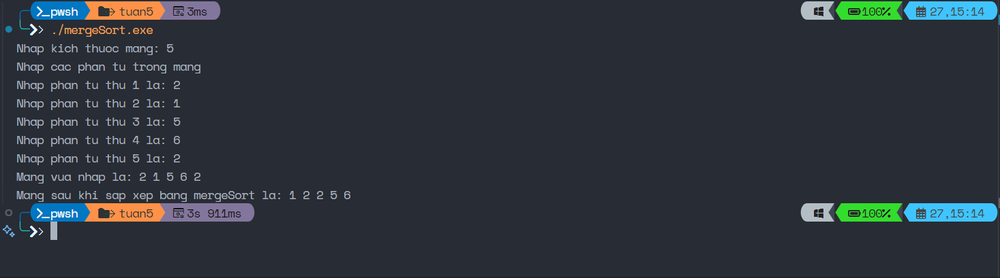 >_pwsh tuan5 3ms 100% 27,15:14
./mergeSort.exe
Nhap kich thuoc mang: 5
Nhap cac phan tu trong mang
Nhap phan tu thu 1 la: 2
Nhap phan tu thu 2 la: 1
Nhap phan tu thu 3 la: 5
Nhap phan tu thu 4 la: 6
Nhap phan tu thu 5 la: 2
Mang vua nhap la: 2 1 5 6 2
Mang sau khi sap xep bang mergeSort la: 1 2 2 5 6
>_pwsh tuan5 3s 911ms 100% 27,15:14